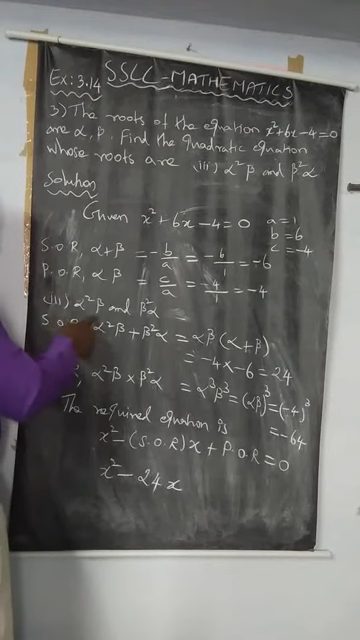 Ex: 3.14 SSLC-MATHEMATICS
3) The roots of the equation x²+6x-4=0
are α, β. Find the quadratic equation
whose roots are (iii) α²β and β²α
Solution
Given x²+6x-4=0 a=1
b=6
c=-4
S.O.R, α+β = -b/a = -6/1 = -6
P.O.R, αβ = c/a = -4/1 = -4
(iii) α²β and β²α
S.O.R, α²β+β²α = αβ(α+β)
= -4x-6=24
α²β×β²α = α³β³=(αβ)³=(-4)³
=-64
The required equation is
x²-(S.O.R)x+P.O.R=0
x²-24x